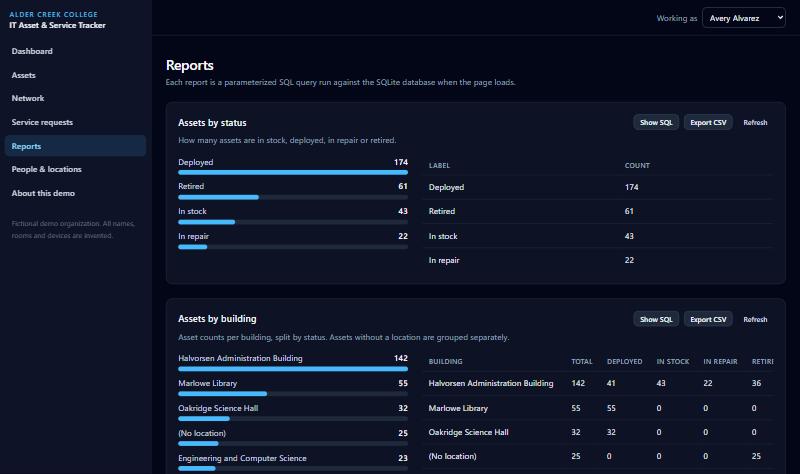 ALDER CREEK COLLEGE
IT Asset & Service Tracker
Dashboard
Assets
Network
Service requests
Reports
People & locations
About this demo
Fictional demo organization. All names,
rooms and devices are invented.
Working as Avery Alvarez
Reports
Each report is a parameterized SQL query run against the SQLite database when the page loads.
Assets by status
Show SQL Export CSV Refresh
How many assets are in stock, deployed, in repair or retired.
Deployed 174
Retired 61
In stock 43
In repair 22
LABEL COUNT
Deployed 174
Retired 61
In stock 43
In repair 22
Assets by building
Show SQL Export CSV Refresh
Asset counts per building, split by status. Assets without a location are grouped separately.
Halvorsen Administration Building 142
Marlowe Library 55
Oakridge Science Hall 32
(No location) 25
Engineering and Computer Science 23
BUILDING TOTAL DEPLOYED IN STOCK IN REPAIR RETIRE
Halvorsen Administration Building 142 41 43 22 36
Marlowe Library 55 55 0 0 0
Oakridge Science Hall 32 32 0 0 0
(No location) 25 0 0 0 25